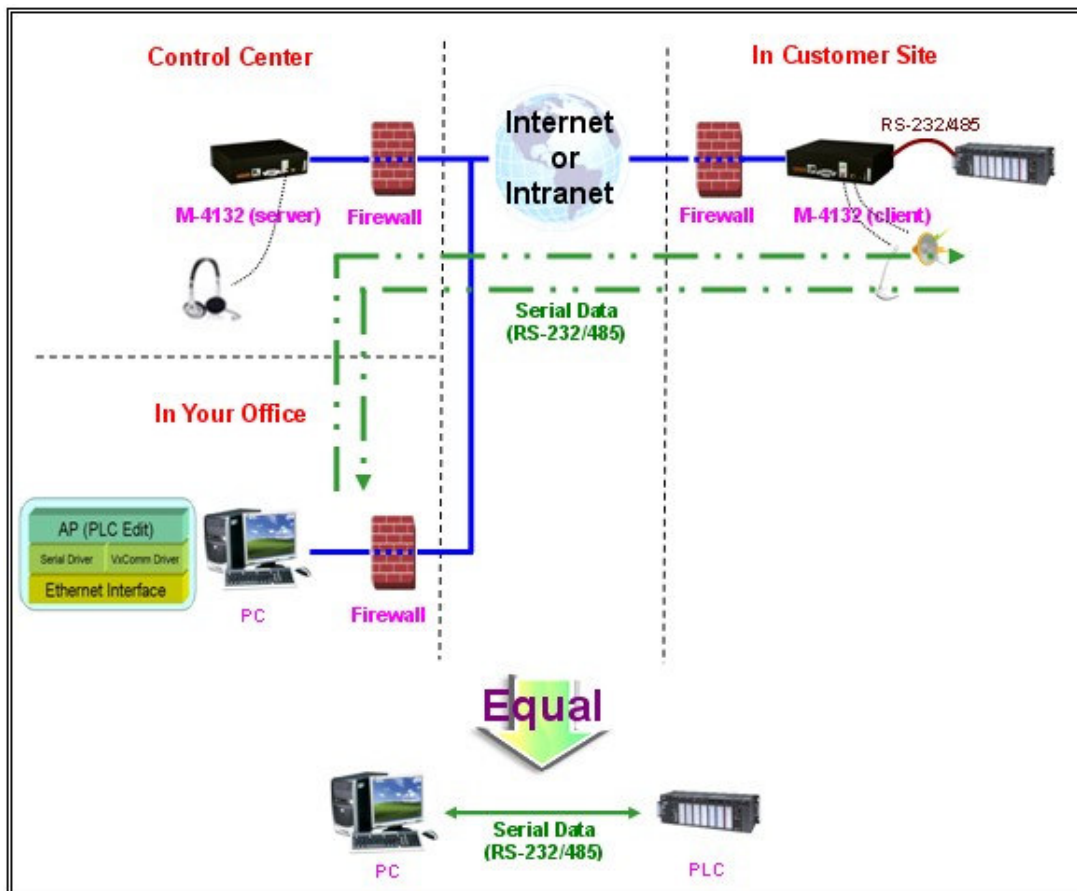 Control Center
In Customer Site
Internet
or
Intranet
RS-232/485
M-4132 (server)
Firewall
Firewall
M-4132 (client)
Serial Data
(RS-232/485)
In Your Office
AP (PLC Edit)
Serial Driver
VxComm Driver
Ethernet Interface
PC
Firewall
Equal
Serial Data
(RS-232/485)
PC
PLC